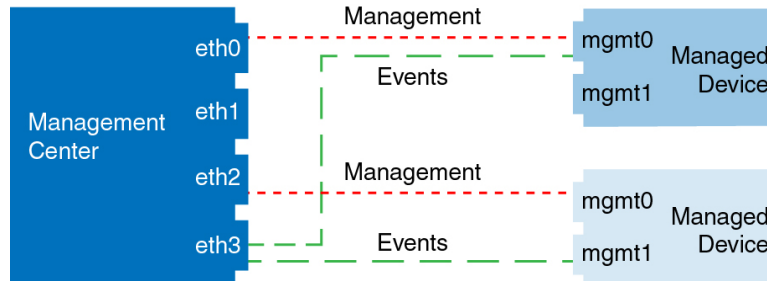 Management
eth0
mgmt0
Managed
Device
Events
mgmt1
eth1
Management
Center
eth2
Management
mgmt0
Managed
Device
eth3
Events
mgmt1